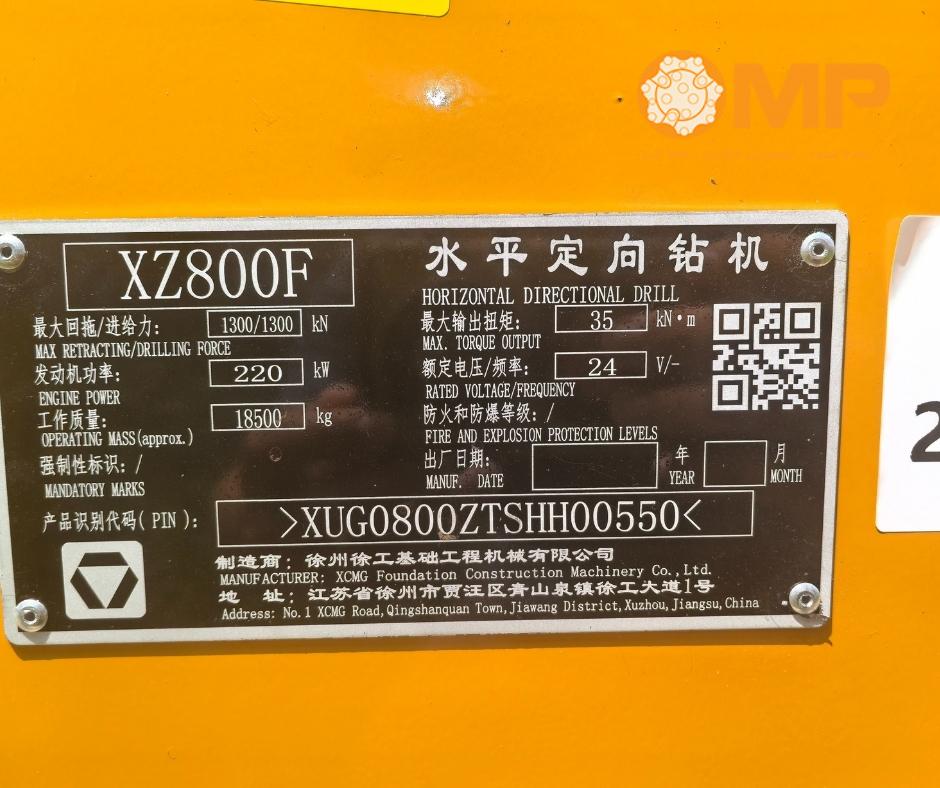 MP
XZ800F
水平定向钻机
HORIZONTAL DIRECTIONAL DRILL
最大回拖/进给力: 1300/1300 kN
MAX RETRACTING/DRILLING FORCE
发动机功率: 220 kW
ENGINE POWER
工作质量: 18500 kg
OPERATING MASS(approx.)
强制性标识: /
MANDATORY MARKS
最大输出扭矩: 35 kN·m
MAX. TORQUE OUTPUT
额定电压/频率: 24 V/-
RATED VOLTAGE/FREQUENCY
防火和防爆等级: /
FIRE AND EXPLOSION PROTECTION LEVELS
出厂日期: 年 月
MANUF. DATE YEAR MONTH
产品识别代码(PIN): >XUG0800ZTSHH00550<
制造商: 徐州徐工基础工程机械有限公司
MANUFACTURER: XCMG Foundation Construction Machinery Co., Ltd.
地 址: 江苏省徐州市贾汪区青山泉镇徐工大道1号
Address: No.1 XCMG Road, Qingshanquan Town, Jiawang District, Xuzhou, Jiangsu, China
2